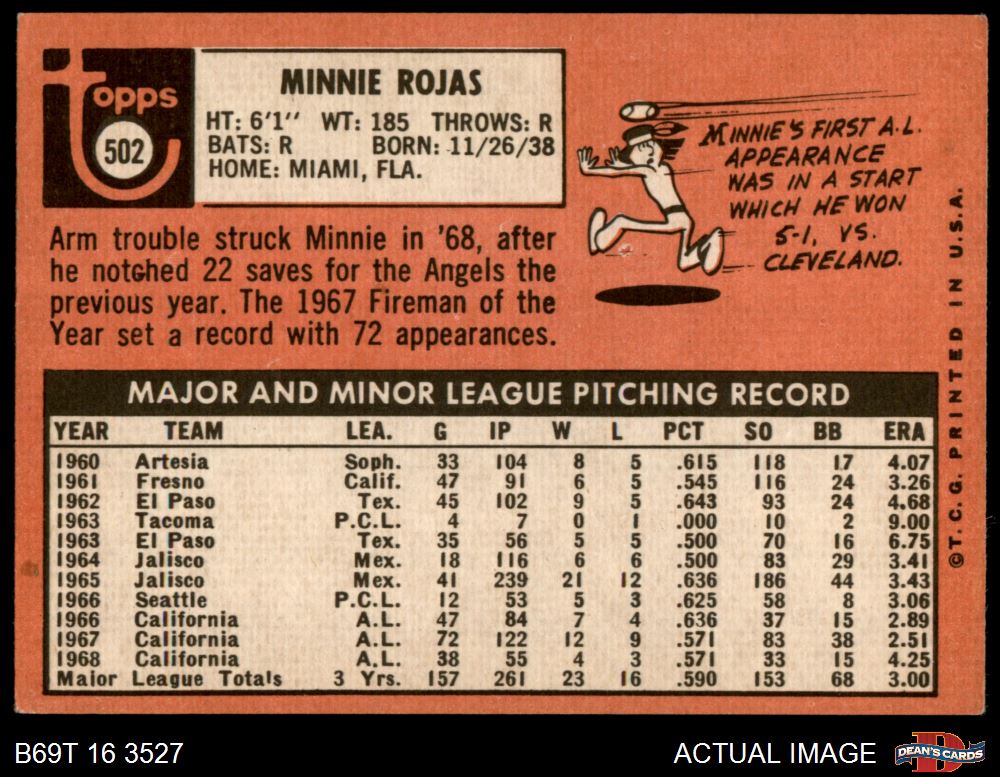 topps
502
MINNIE ROJAS
HT: 6'1" WT: 185 THROWS: R
BATS: R BORN: 11/26/38
HOME: MIAMI, FLA.
Arm trouble struck Minnie in '68, after
he notched 22 saves for the Angels the
previous year. The 1967 Fireman of the
Year set a record with 72 appearances.
MINNIE'S FIRST A.L.
APPEARANCE
WAS IN A START
WHICH HE WON
5-1, VS.
CLEVELAND.
MAJOR AND MINOR LEAGUE PITCHING RECORD
YEAR TEAM LEA. G IP W L PCT SO BB ERA
1960 Artesia Soph. 33 104 8 5 .615 118 17 4.07
1961 Fresno Calif. 47 91 6 5 .545 116 24 3.26
1962 El Paso Tex. 45 102 9 5 .643 93 24 4.68
1963 Tacoma P.C.L. 4 7 0 1 .000 10 2 9.00
1963 El Paso Tex. 35 56 5 5 .500 70 16 6.75
1964 Jalisco Mex. 18 116 6 6 .500 83 29 3.41
1965 Jalisco Mex. 41 239 21 12 .636 186 44 3.43
1966 Seattle P.C.L. 12 53 5 3 .625 58 8 3.06
1966 California A.L. 47 84 7 4 .636 37 15 2.89
1967 California A.L. 72 122 12 9 .571 83 38 2.51
1968 California A.L. 38 55 4 3 .571 33 15 4.25
Major League Totals 3 Yrs. 157 261 23 16 .590 153 68 3.00
©T.C.G. PRINTED IN U.S.A.
B69T 16 3527
ACTUAL IMAGE
DEAN'S CARDS